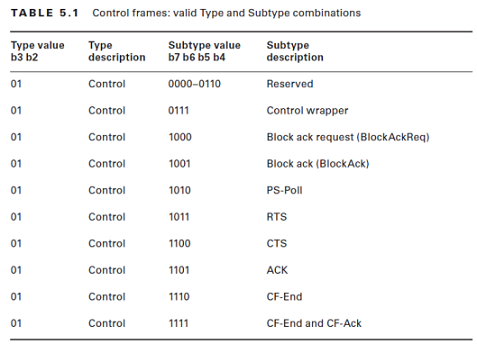 TABLE 5.1 Control frames: valid Type and Subtype combinations
Type value Type Subtype value Subtype
b3 b2 description b7 b6 b5 b4 description
01 Control 0000–0110 Reserved
01 Control 0111 Control wrapper
01 Control 1000 Block ack request (BlockAckReq)
01 Control 1001 Block ack (BlockAck)
01 Control 1010 PS-Poll
01 Control 1011 RTS
01 Control 1100 CTS
01 Control 1101 ACK
01 Control 1110 CF-End
01 Control 1111 CF-End and CF-Ack